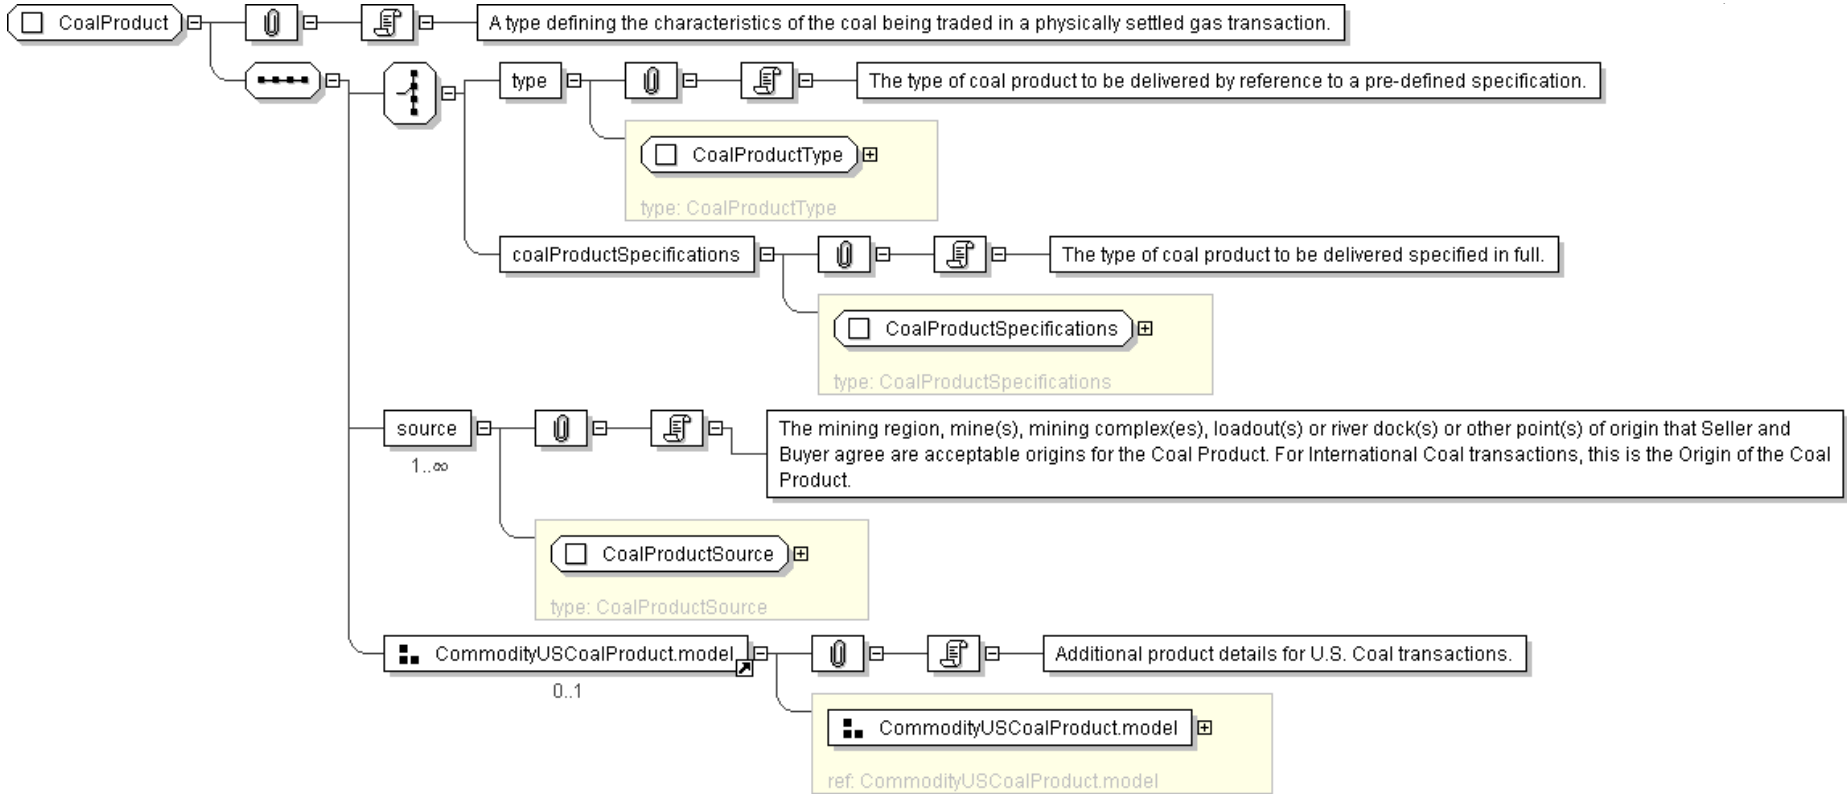 CoalProduct
A type defining the characteristics of the coal being traded in a physically settled gas transaction.
type
The type of coal product to be delivered by reference to a pre-defined specification.
CoalProductType
type: CoalProductType
coalProductSpecifications
The type of coal product to be delivered specified in full.
CoalProductSpecifications
type: CoalProductSpecifications
source
1..∞
The mining region, mine(s), mining complex(es), loadout(s) or river dock(s) or other point(s) of origin that Seller and
Buyer agree are acceptable origins for the Coal Product. For International Coal transactions, this is the Origin of the Coal
Product.
CoalProductSource
type: CoalProductSource
CommodityUSCoalProduct.model
0..1
Additional product details for U.S. Coal transactions.
CommodityUSCoalProduct.model
ref: CommodityUSCoalProduct.model